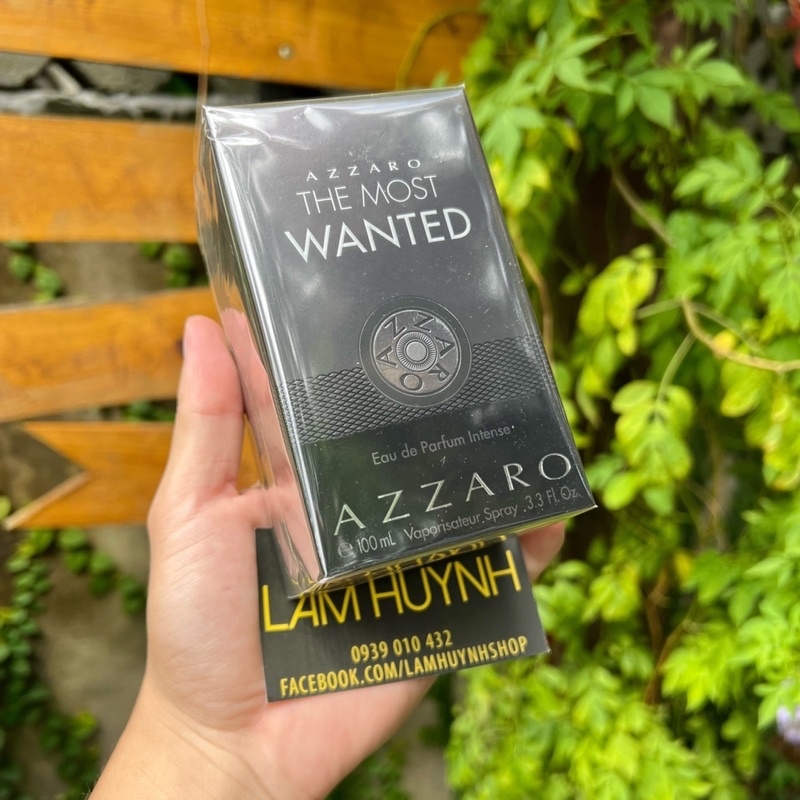 AZZARO
THE MOST
WANTED
AZZARO
Eau de Parfum Intense
AZZARO
e 100 mL Vaporisateur Spray 3.3 Fl. Oz.
LAM HUYNH
0939 010 432
FACEBOOK.COM/LAMHUYNHSHOP